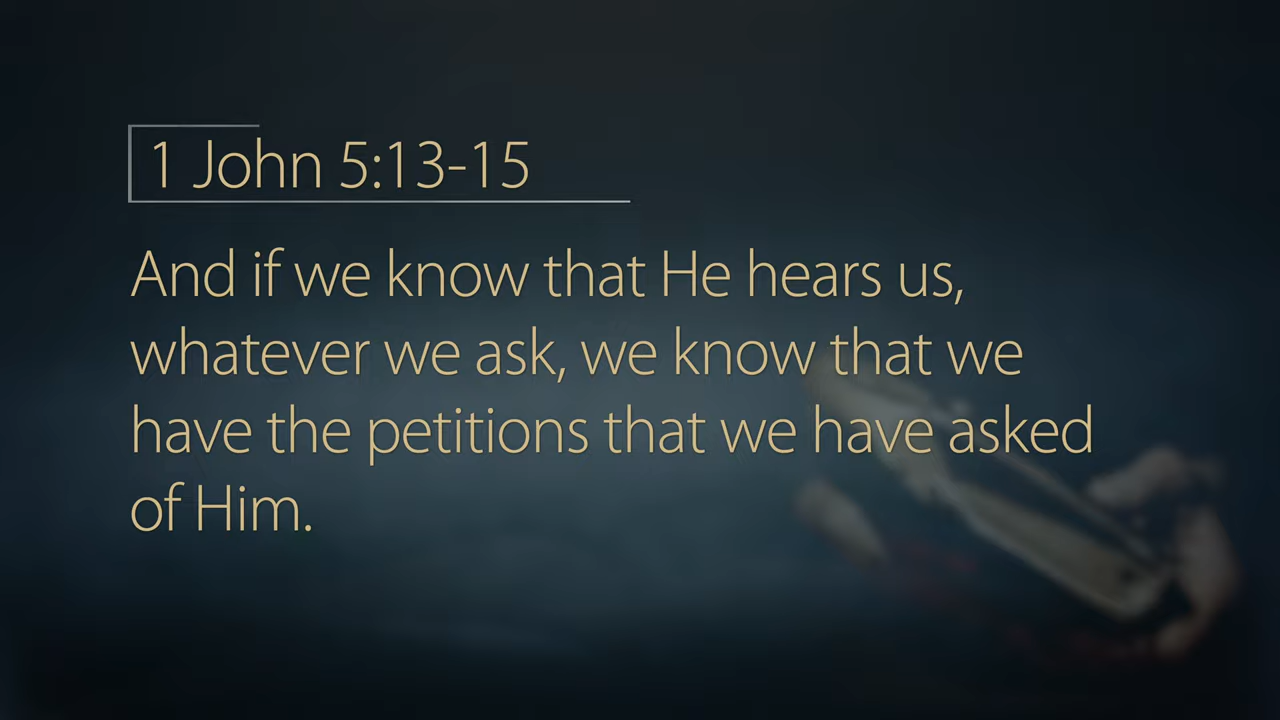 1 John 5:13-15
And if we know that He hears us,
whatever we ask, we know that we
have the petitions that we have asked
of Him.